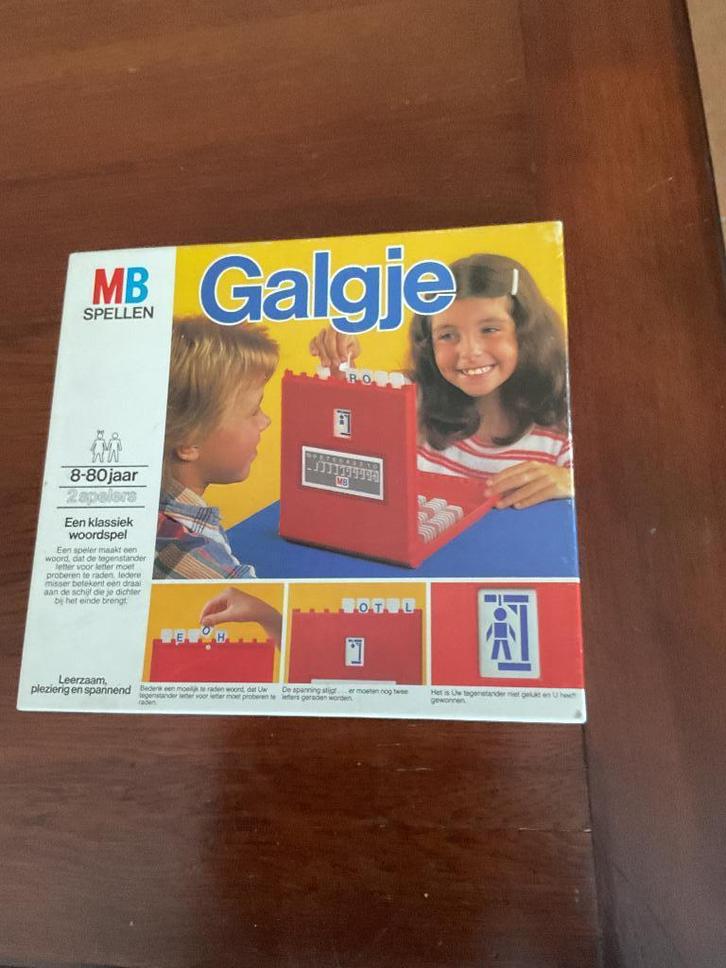 Galgje
MB
SPELLEN
RO
MB
8-80 jaar
2 spelers
Een klassiek
woordspel
Een speler maakt een
woord, dat de tegenstander
letter voor letter moet
proberen te raden. Iedere
misser betekent een draai
aan de schijf die je dichter
bij het einde brengt.
Leerzaam,
plezierig en spannend
E O H
OT L
Bedenk een moeilijk te raden woord, dat Uw
tegenstander letter voor letter moet proberen te
raden.
De spanning stijgt . . . er moeten nog twee
letters geraden worden.
Het is Uw tegenstander niet gelukt en U heeft
gewonnen.